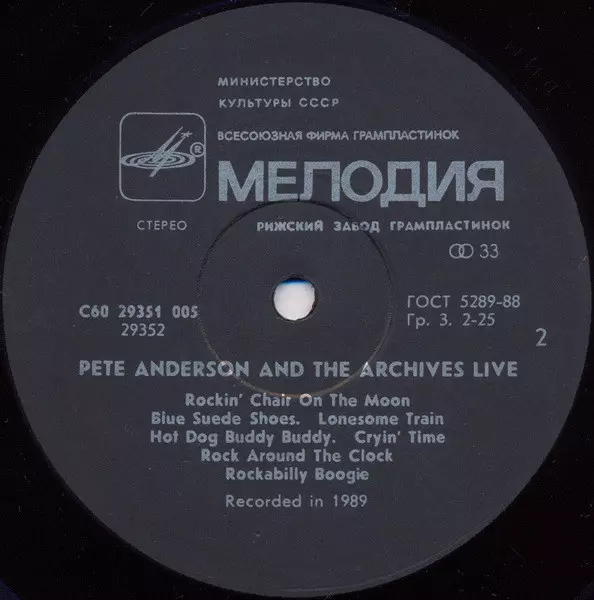 МИНИСТЕРСТВО
КУЛЬТУРЫ СССР
ВСЕСОЮЗНАЯ ФИРМА ГРАМПЛАСТИНОК
®
МЕЛОДИЯ
СТЕРЕО
РИЖСКИЙ ЗАВОД ГРАМПЛАСТИНОК
33
С60 29351 005
29352
ГОСТ 5289-88
Гр. 3. 2-25
2
PETE ANDERSON AND THE ARCHIVES LIVE
Rockin' Chair On The Moon
Blue Suede Shoes. Lonesome Train
Hot Dog Buddy Buddy. Cryin' Time
Rock Around The Clock
Rockabilly Boogie
Recorded in 1989